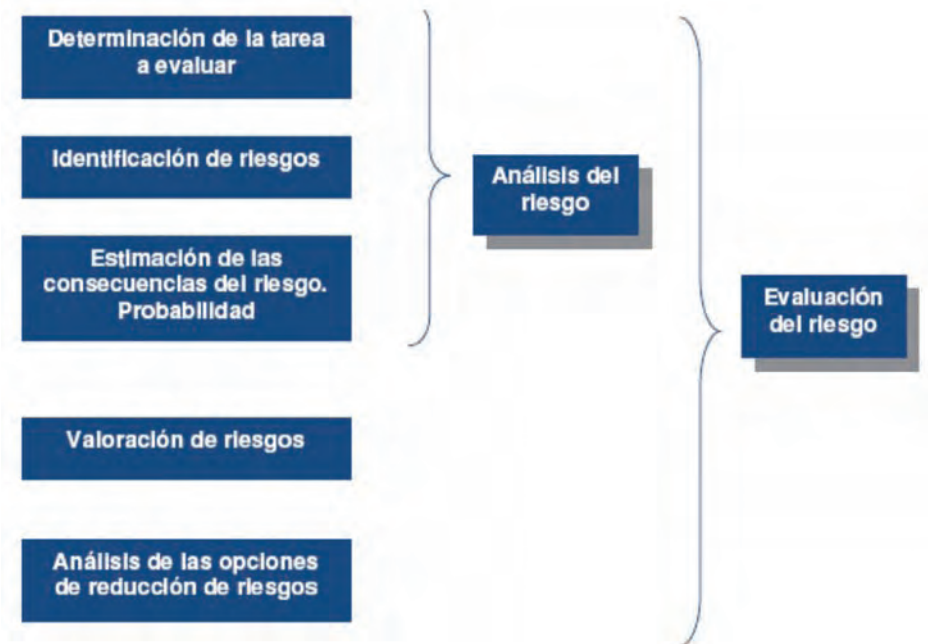 Determinación de la tarea
a evaluar
Identificación de riesgos
Estimación de las
consecuencias del riesgo.
Probabilidad
Análisis del
riesgo
Evaluación
del riesgo
Valoración de riesgos
Análisis de las opciones
de reducción de riesgos